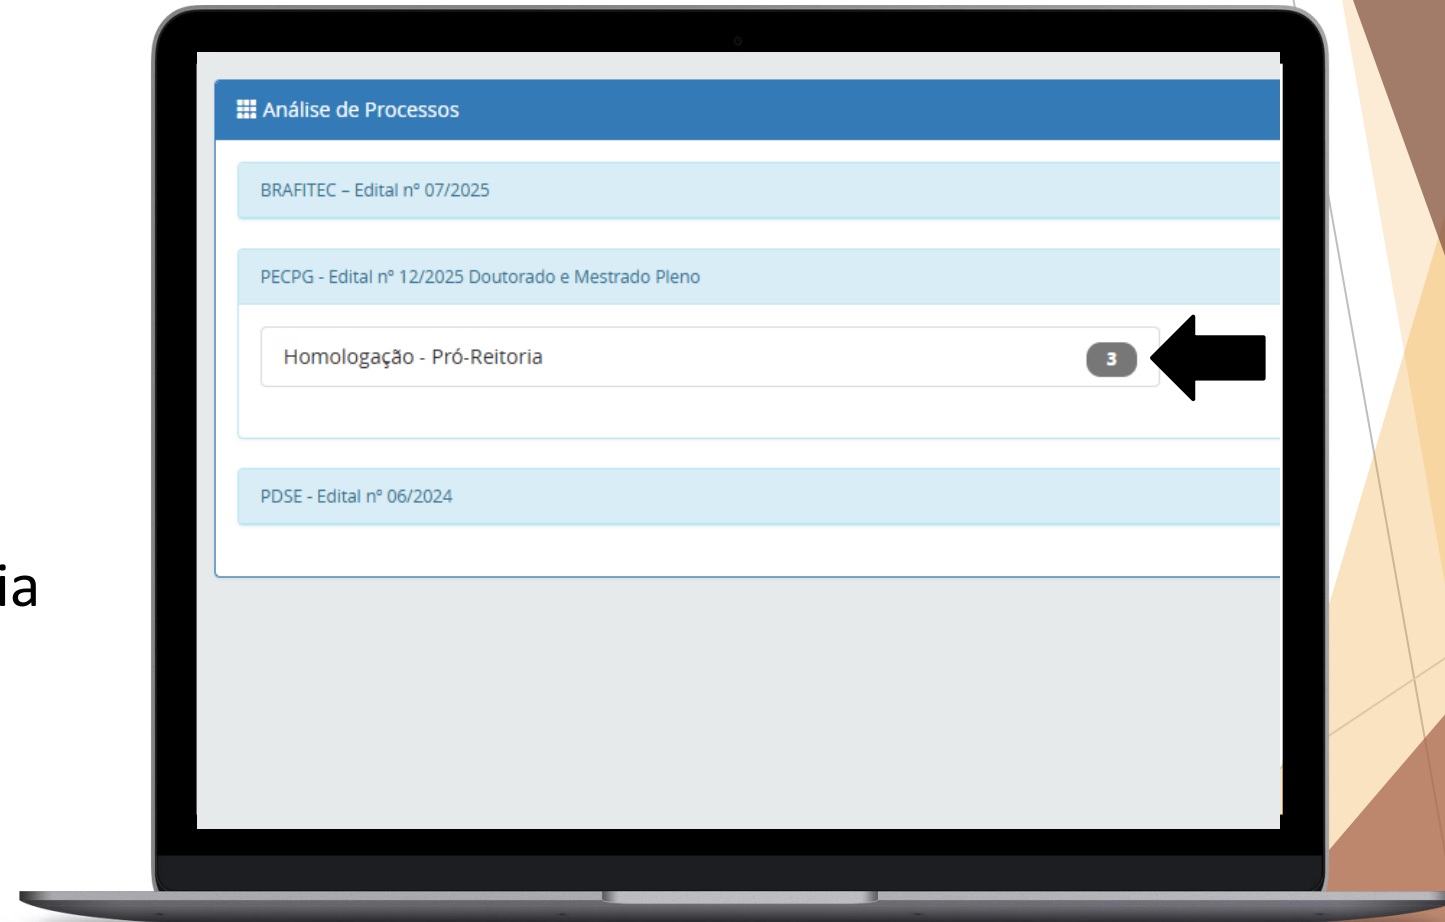 Análise de Processos
BRAFITEC – Edital nº 07/2025
PECPG - Edital nº 12/2025 Doutorado e Mestrado Pleno
Homologação - Pró-Reitoria 3
PDSE - Edital nº 06/2024
ia